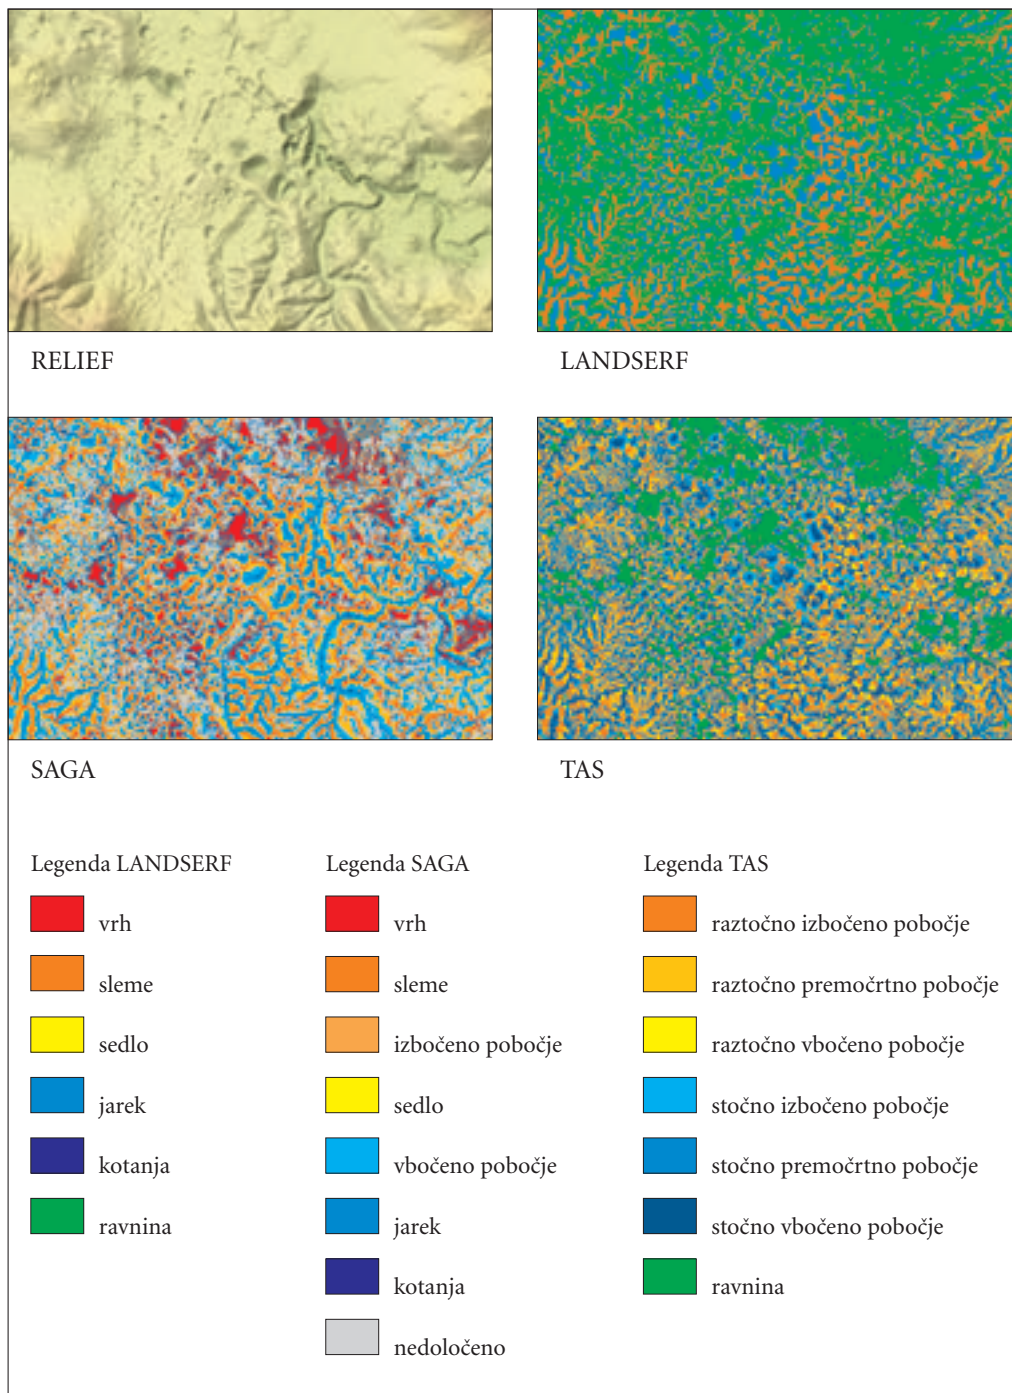 RELIEF
LANDSERF
SAGA
TAS
Legenda LANDSERF
vrh
sleme
sedlo
jarek
kotanja
ravnina
Legenda SAGA
vrh
sleme
izbočeno pobočje
sedlo
vbočeno pobočje
jarek
kotanja
nedoločeno
Legenda TAS
raztočno izbočeno pobočje
raztočno premočrtno pobočje
raztočno vbočeno pobočje
stočno izbočeno pobočje
stočno premočrtno pobočje
stočno vbočeno pobočje
ravnina